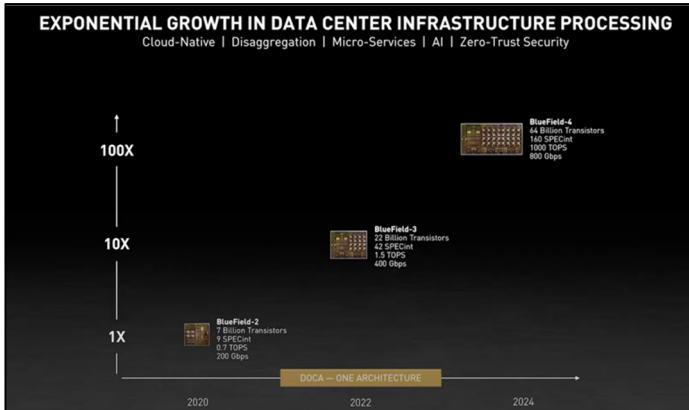 EXPONENTIAL GROWTH IN DATA CENTER INFRASTRUCTURE PROCESSING
Cloud-Native | Disaggregation | Micro-Services | AI | Zero-Trust Security
BlueField-4
64 Billion Transistors
160 SPECint
1000 TOPS
800 Gbps
100X
BlueField-3
22 Billion Transistors
42 SPECint
1.5 TOPS
400 Gbps
10X
BlueField-2
7 Billion Transistors
9 SPECint
0.7 TOPS
200 Gbps
1X
DOCA — ONE ARCHITECTURE
2020
2022
2024